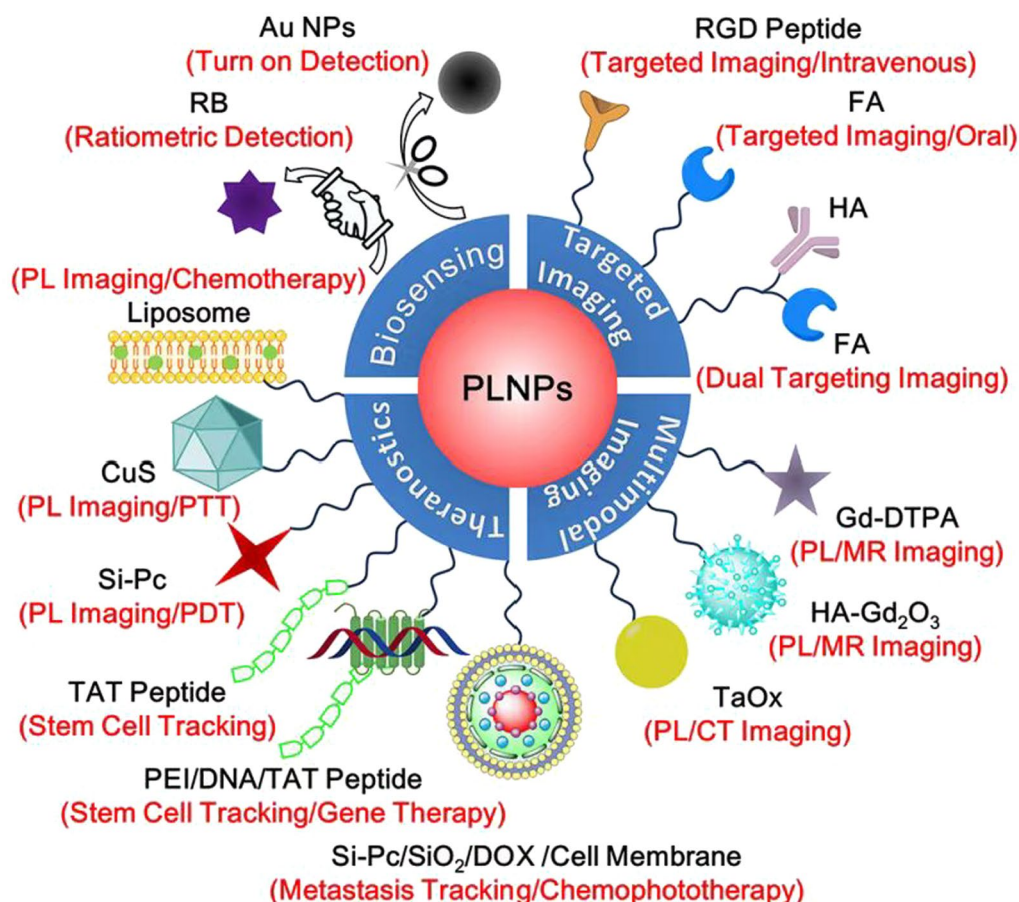 Au NPs
(Turn on Detection)
RB
(Ratiometric Detection)
RGD Peptide
(Targeted Imaging/Intravenous)
FA
(Targeted Imaging/Oral)
HA
FA
(Dual Targeting Imaging)
Biosensing
Targeted
Imaging
PLNPs
Theranostics
Multimodal
Imaging
(PL Imaging/Chemotherapy)
Liposome
CuS
(PL Imaging/PTT)
Si-Pc
(PL Imaging/PDT)
TAT Peptide
(Stem Cell Tracking)
PEI/DNA/TAT Peptide
(Stem Cell Tracking/Gene Therapy)
Si-Pc/SiO₂/DOX /Cell Membrane
(Metastasis Tracking/Chemophototherapy)
Gd-DTPA
(PL/MR Imaging)
HA-Gd₂O₃
(PL/MR Imaging)
TaOx
(PL/CT Imaging)